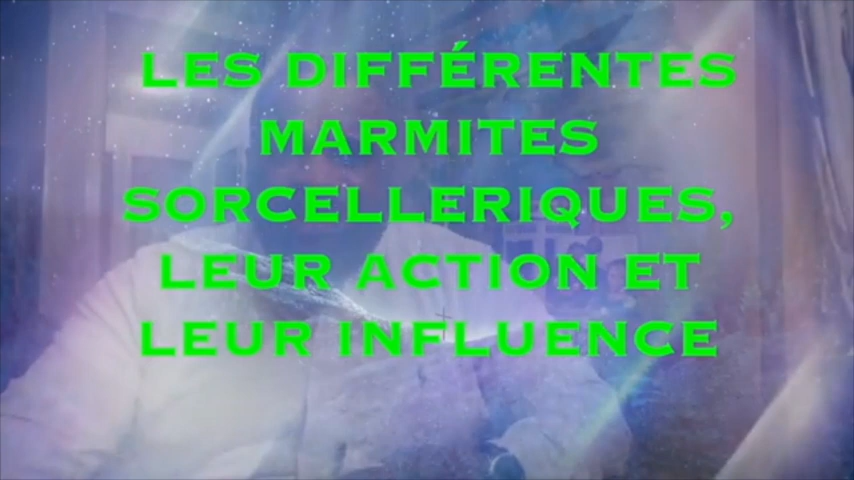 LES DIFFÉRENTES
MARMITES
SORCELLERIQUES,
LEUR ACTION ET
LEUR INFLUENCE